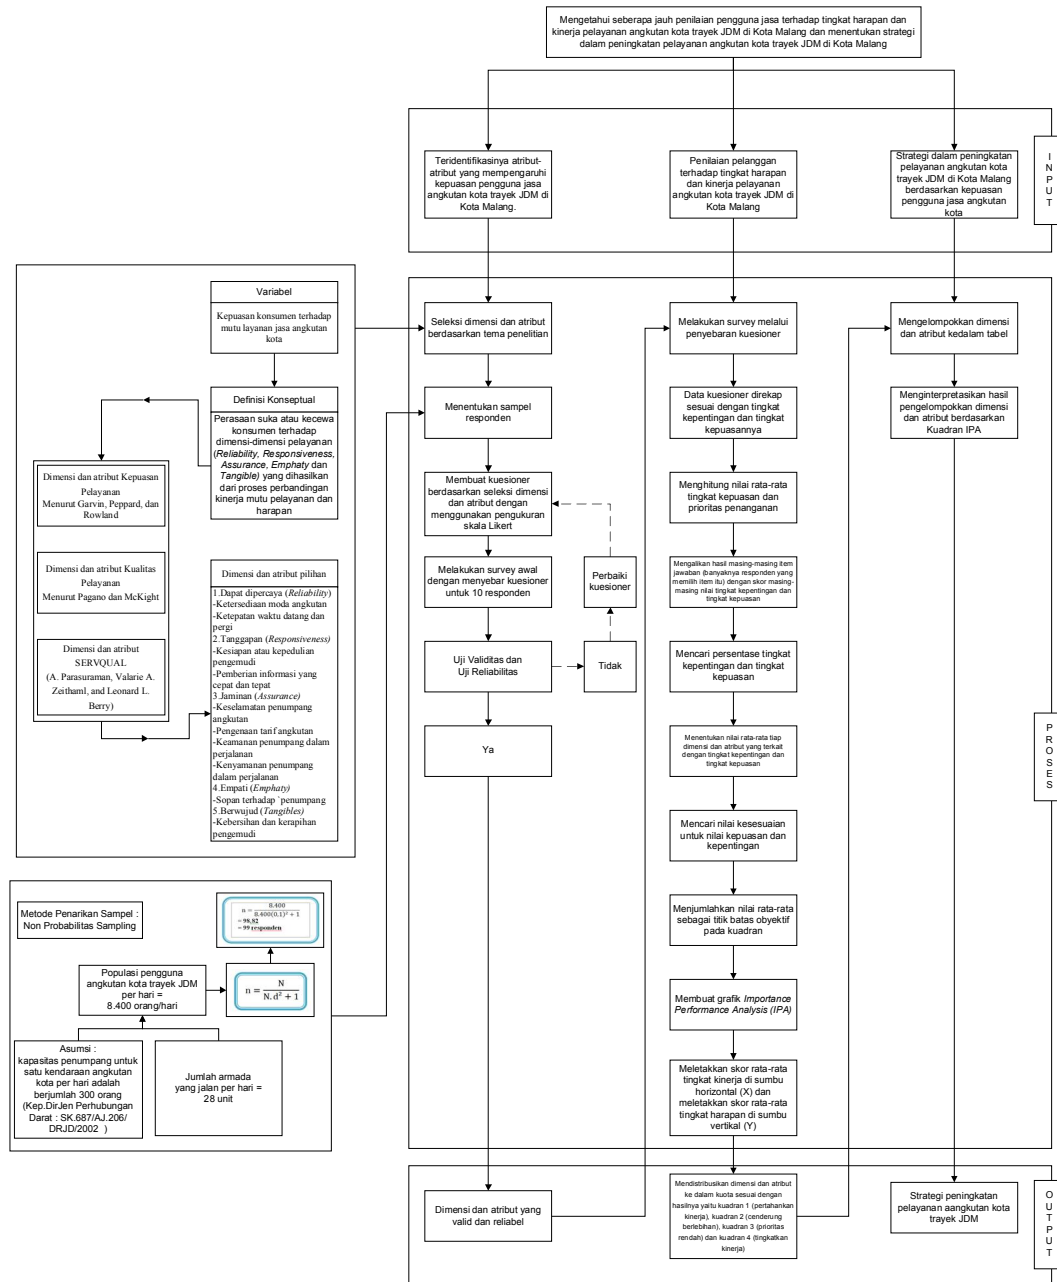 Mengetahui seberapa jauh penilaian pengguna jasa terhadap tingkat harapan dan
kinerja pelayanan angkutan kota trayek JDM di Kota Malang dan menentukan strategi
dalam peningkatan pelayanan angkutan kota trayek JDM di Kota Malang
Teridentifikasinya atribut-
atribut yang mempengaruhi
kepuasan pengguna jasa
angkutan kota trayek JDM di
Kota Malang.
Penilaian pelanggan
terhadap tingkat harapan
dan kinerja pelayanan
angkutan kota trayek JDM di
Kota Malang
Strategi dalam peningkatan
pelayanan angkutan kota
trayek JDM di Kota Malang
berdasarkan kepuasan
pengguna jasa angkutan
kota
I
N
P
U
T
Variabel
Kepuasan konsumen terhadap
mutu layanan jasa angkutan
kota
Definisi Konseptual
Perasaan suka atau kecewa
konsumen terhadap
dimensi-dimensi pelayanan
(Reliability, Responsiveness,
Assurance, Emphaty dan
Tangible) yang dihasilkan
dari proses perbandingan
kinerja mutu pelayanan dan
harapan
Dimensi dan atribut Kepuasan
Pelayanan
Menurut Garvin, Peppard, dan
Rowland
Dimensi dan atribut Kualitas
Pelayanan
Menurut Pagano dan McKight
Dimensi dan atribut
SERVQUAL
(A. Parasuraman, Valarie A.
Zeithaml, and Leonard L.
Berry)
Dimensi dan atribut pilihan
1.Dapat dipercaya (Reliability)
-Ketersediaan moda angkutan
-Ketepatan waktu datang dan
pergi
2.Tanggapan (Responsiveness)
-Kesiapan atau kepedulian
pengemudi
-Pemberian informasi yang
cepat dan tepat
3.Jaminan (Assurance)
-Keselamatan penumpang
angkutan
-Pengenaan tarif angkutan
-Keamanan penumpang dalam
perjalanan
-Kenyamanan penumpang
dalam perjalanan
4.Empati (Emphaty)
-Sopan terhadap `penumpang
5.Berwujud (Tangibles)
-Kebersihan dan kerapihan
pengemudi
Seleksi dimensi dan atribut
berdasarkan tema penelitian
Menentukan sampel
responden
Membuat kuesioner
berdasarkan seleksi dimensi
dan atribut dengan
menggunakan pengukuran
skala Likert
Melakukan survey awal
dengan menyebar kuesioner
untuk 10 responden
Uji Validitas dan
Uji Reliabilitas
Ya
Perbaiki
kuesioner
Tidak
Melakukan survey melalui
penyebaran kuesioner
Data kuesioner direkap
sesuai dengan tingkat
kepentingan dan tingkat
kepuasannya
Menghitung nilai rata-rata
tingkat kepuasan dan
prioritas penanganan
Mengalikan hasil masing-masing item
jawaban (banyaknya responden yang
memilih item itu) dengan skor masing-
masing nilai tingkat kepentingan dan
tingkat kepuasan
Mencari persentase tingkat
kepentingan dan tingkat
kepuasan
Menentukan nilai rata-rata tiap
dimensi dan atribut yang terkait
dengan tingkat kepentingan dan
tingkat kepuasan
Mencari nilai kesesuaian
untuk nilai kepuasan dan
kepentingan
Menjumlahkan nilai rata-rata
sebagai titik batas obyektif
pada kuadran
Membuat grafik Importance
Performance Analysis (IPA)
Meletakkan skor rata-rata
tingkat kinerja di sumbu
horizontal (X) dan
meletakkan skor rata-rata
tingkat harapan di sumbu
vertikal (Y)
Mengelompokkan dimensi
dan atribut kedalam tabel
Menginterpretasikan hasil
pengelompokkan dimensi
dan atribut berdasarkan
Kuadran IPA
P
R
O
S
E
S
Metode Penarikan Sampel :
Non Probabilitas Sampling
n = 8.400 / 8.400(0,1)² + 1
= 98,82
= 99 responden
Populasi pengguna
angkutan kota trayek JDM
per hari =
8.400 orang/hari
n = N / N.d² + 1
Asumsi :
kapasitas penumpang untuk
satu kendaraan angkutan
kota per hari adalah
berjumlah 300 orang
(Kep.DirJen Perhubungan
Darat : SK.687/AJ.206/
DRJD/2002 )
Jumlah armada
yang jalan per hari =
28 unit
Dimensi dan atribut yang
valid dan reliabel
Mendistribusikan dimensi dan atribut
ke dalam kuota sesuai dengan
hasilnya yaitu kuadran 1 (pertahankan
kinerja), kuadran 2 (cenderung
berlebihan), kuadran 3 (prioritas
rendah) dan kuadran 4 (tingkatkan
kinerja)
Strategi peningkatan
pelayanan aangkutan kota
trayek JDM
O
U
T
P
U
T